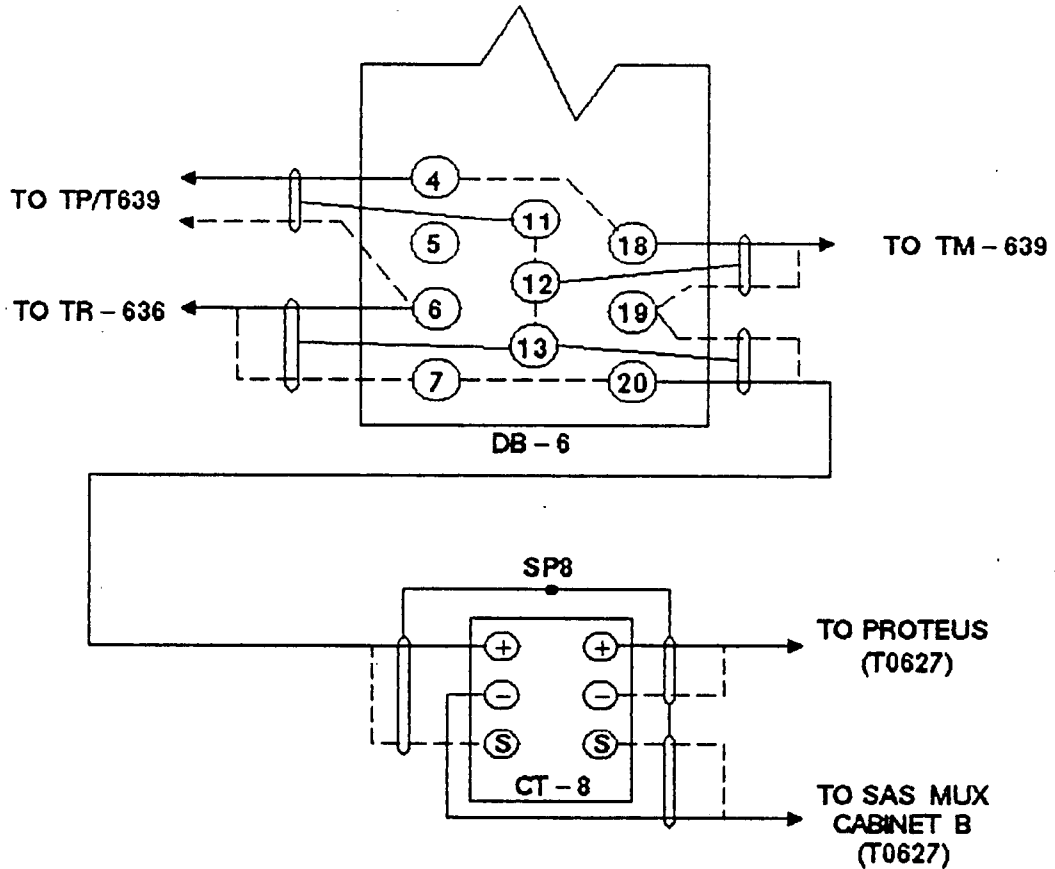 4
TO TP/T639
11
5
18
TO TM - 639
12
TO TR - 636
6
19
13
7
20
DB - 6
SP8
+
+
TO PROTEUS
(T0627)
-
-
S
S
CT - 8
TO SAS MUX
CABINET B
(T0627)